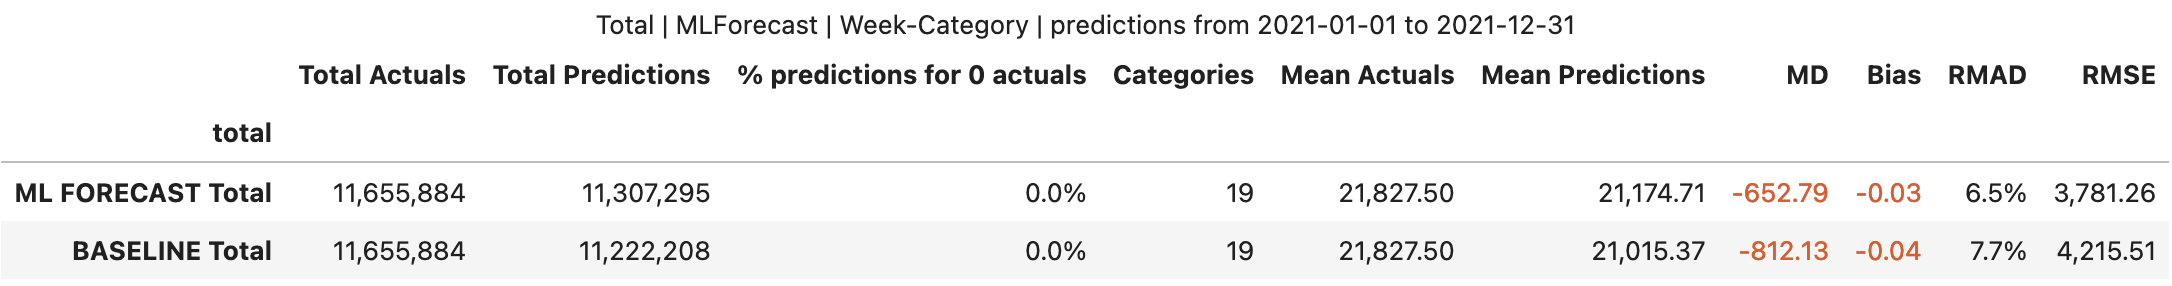 Total | MLForecast | Week-Category | predictions from 2021-01-01 to 2021-12-31
Total Actuals Total Predictions % predictions for 0 actuals Categories Mean Actuals Mean Predictions MD Bias RMAD RMSE
total
ML FORECAST Total 11,655,884 11,307,295 0.0% 19 21,827.50 21,174.71 -652.79 -0.03 6.5% 3,781.26
BASELINE Total 11,655,884 11,222,208 0.0% 19 21,827.50 21,015.37 -812.13 -0.04 7.7% 4,215.51